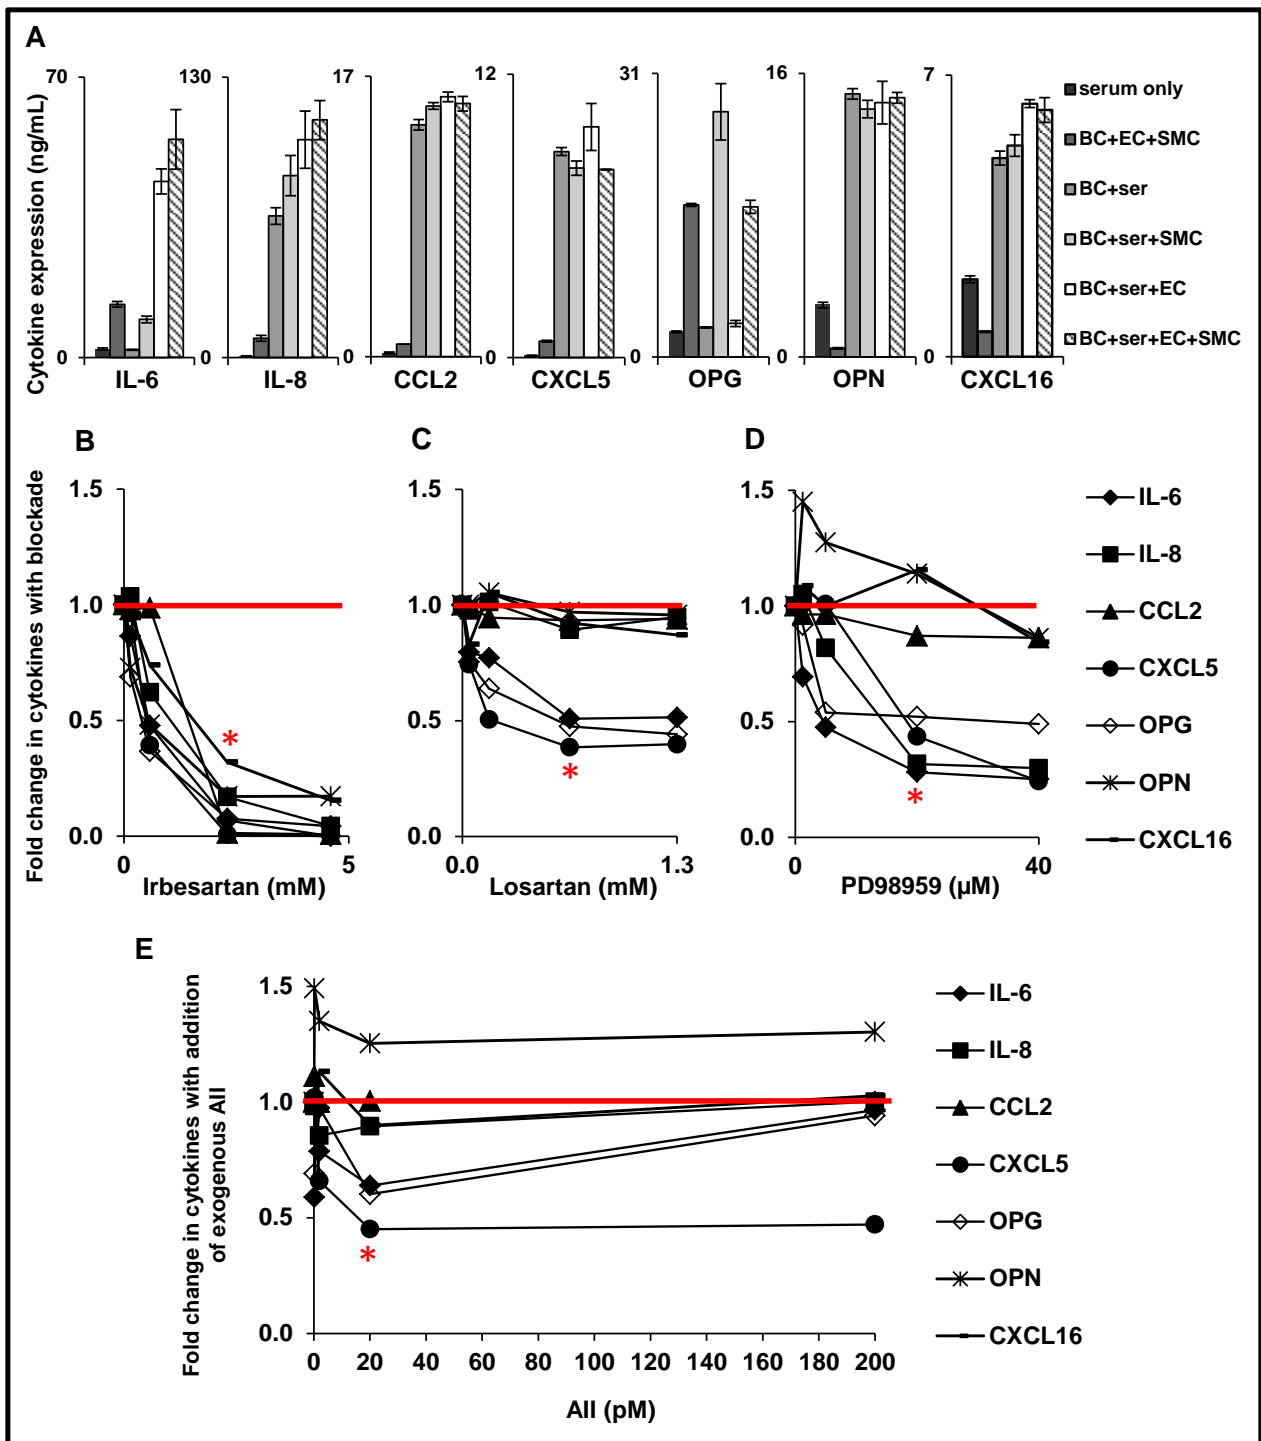 A
Cytokine expression (ng/mL)
70
0
IL-6
130
0
IL-8
17
0
CCL2
12
0
CXCL5
31
0
OPG
16
0
OPN
7
0
CXCL16
serum only
BC+EC+SMC
BC+ser
BC+ser+SMC
BC+ser+EC
BC+ser+EC+SMC
B
Fold change in cytokines with blockade
1.5
1.0
0.5
0.0
*
0
5
Irbesartan (mM)
C
1.5
1.0
0.5
0.0
*
0.0
1.3
Losartan (mM)
D
1.5
1.0
0.5
0.0
*
0
40
PD98959 (µM)
IL-6
IL-8
CCL2
CXCL5
OPG
OPN
CXCL16
E
Fold change in cytokines with addition
of exogenous AII
1.5
1.0
0.5
0.0
*
0 20 40 60 80 100 120 140 160 180 200
AII (pM)
IL-6
IL-8
CCL2
CXCL5
OPG
OPN
CXCL16